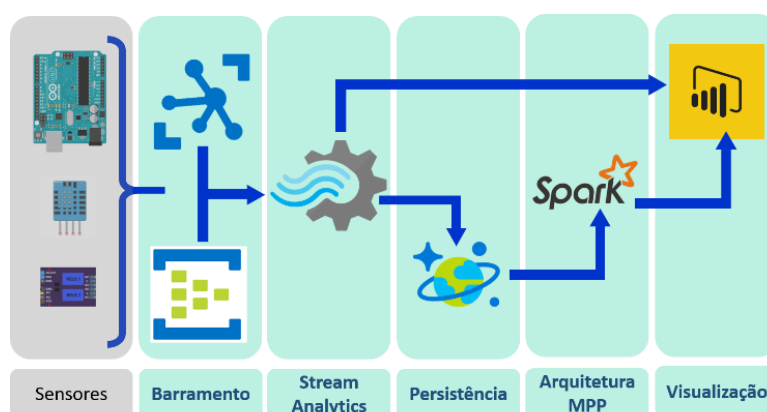 Spark
Sensores
Barramento
Stream
Analytics
Persistência
Arquitetura
MPP
Visualização